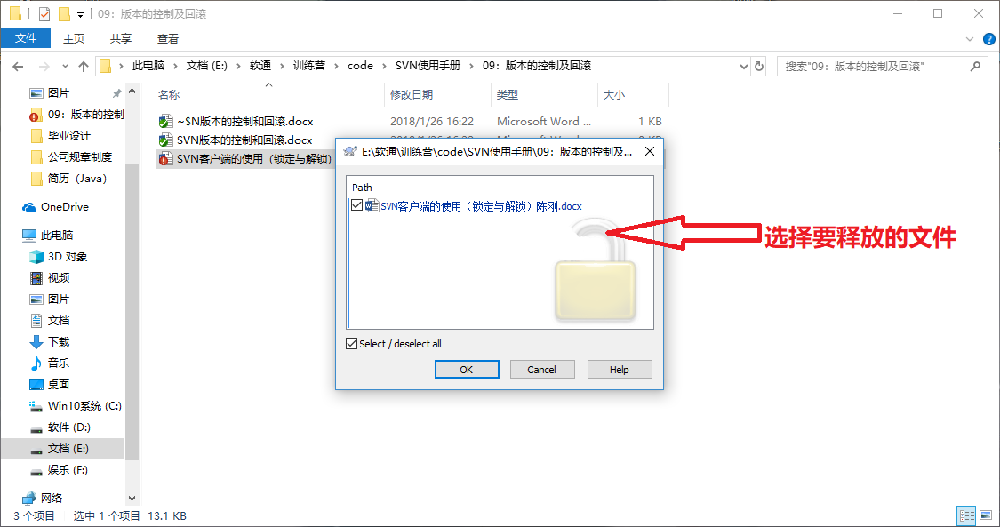 09：版本的控制及回滚
文件 主页 共享 查看
此电脑 文档 (E:) 软通 训练营 code SVN使用手册 09：版本的控制及回滚
搜索"09：版本的控制及回滚"
图片
09：版本的控制
毕业设计
公司规章制度
简历（Java）
OneDrive
此电脑
3D 对象
视频
图片
文档
下载
音乐
桌面
Win10系统 (C:)
软件 (D:)
文档 (E:)
娱乐 (F:)
网络
名称 修改日期 类型 大小
~$N版本的控制和回滚.docx 2018/1/26 16:22 Microsoft Word ... 1 KB
SVN版本的控制和回滚.docx
SVN客户端的使用（锁定与解锁）
E:\软通\训练营\code\SVN使用手册\09：版本的控制及...
Path
SVN客户端的使用（锁定与解锁）陈刚.docx
Select / deselect all
OK Cancel Help
选择要释放的文件
3 个项目 选中 1 个项目 13.1 KB